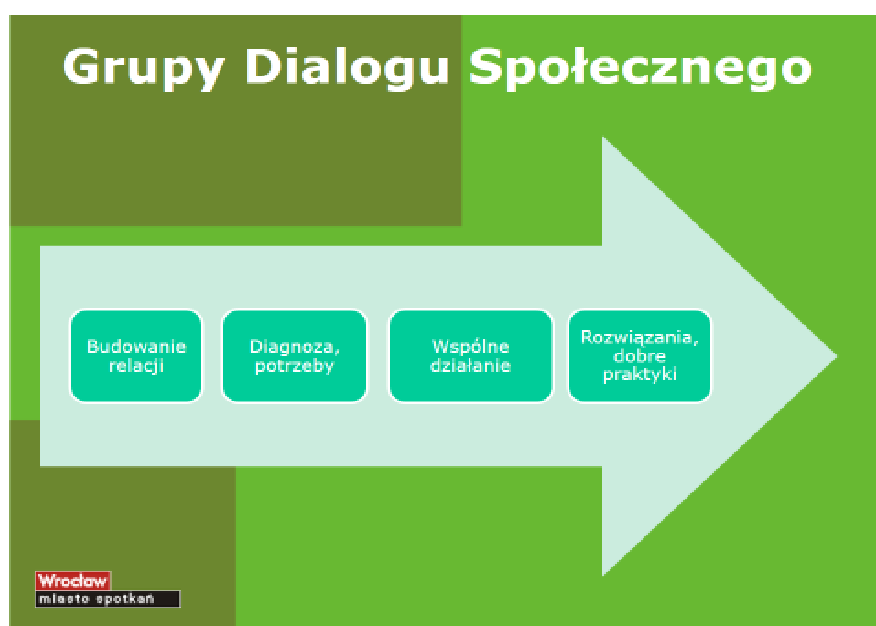 Grupy Dialogu Społecznego
Budowanie
relacji
Diagnoza,
potrzeby
Wspólne
działanie
Rozwiązania,
dobre
praktyki
Wrocław
miasto spotkań